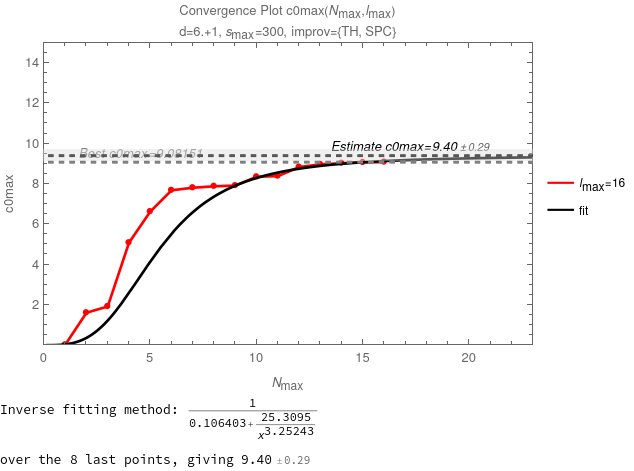 Convergence Plot c0max(Nmax,lmax)
d=6.+1, smax=300, improv={TH, SPC}
14
12
10
8
6
4
2
c0max
Best c0max=9.08151
Estimate c0max=9.40 ±0.29
lmax=16
fit
0 5 10 15 20
Nmax
Inverse fitting method: 1
0.106403+ 25.3095
x3.25243
over the 8 last points, giving 9.40 ±0.29